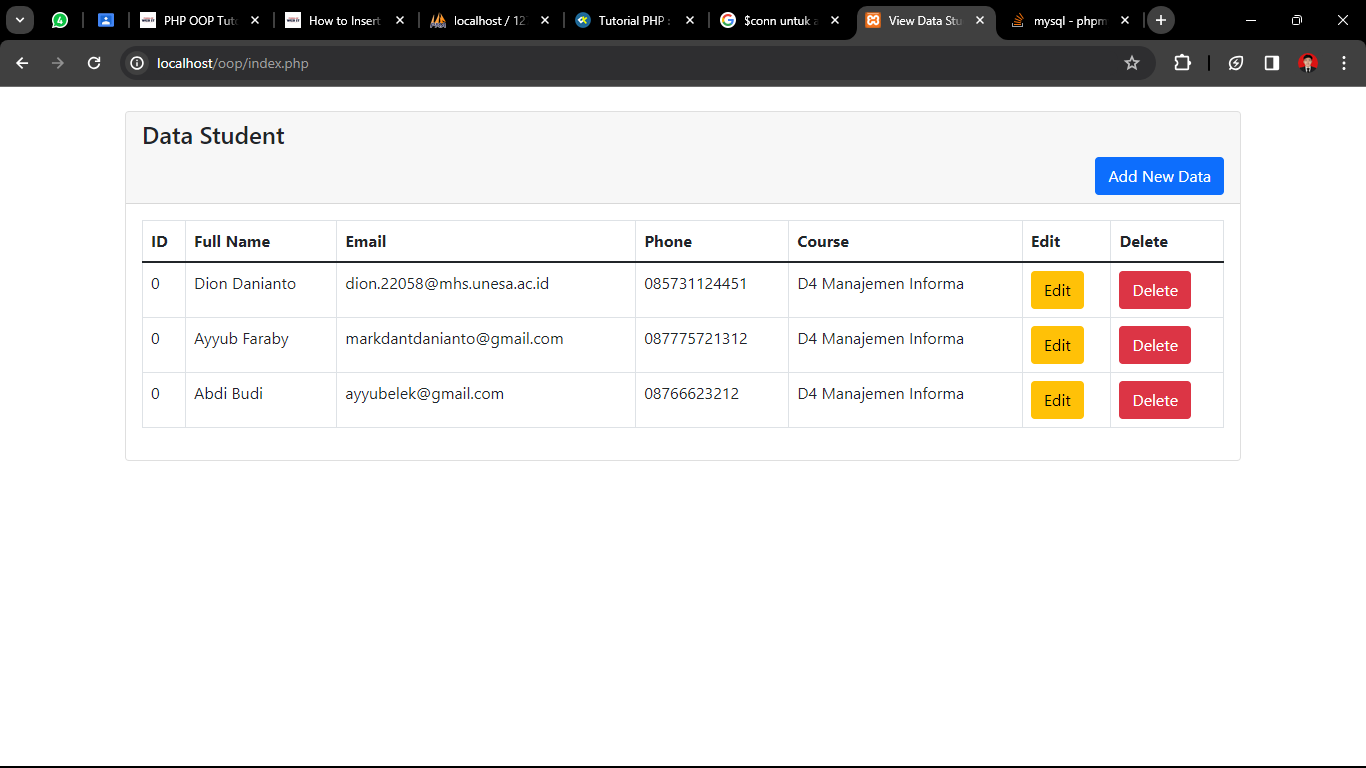 4
PHP OOP Tut
How to Insert
localhost / 12
Tutorial PHP
$conn untuk a
View Data Stu
mysql - phpm
localhost/oop/index.php
Data Student
Add New Data
ID Full Name Email Phone Course Edit Delete
0 Dion Danianto dion.22058@mhs.unesa.ac.id 085731124451 D4 Manajemen Informa Edit Delete
0 Ayyub Faraby markdantdanianto@gmail.com 087775721312 D4 Manajemen Informa Edit Delete
0 Abdi Budi ayyubelek@gmail.com 08766623212 D4 Manajemen Informa Edit Delete